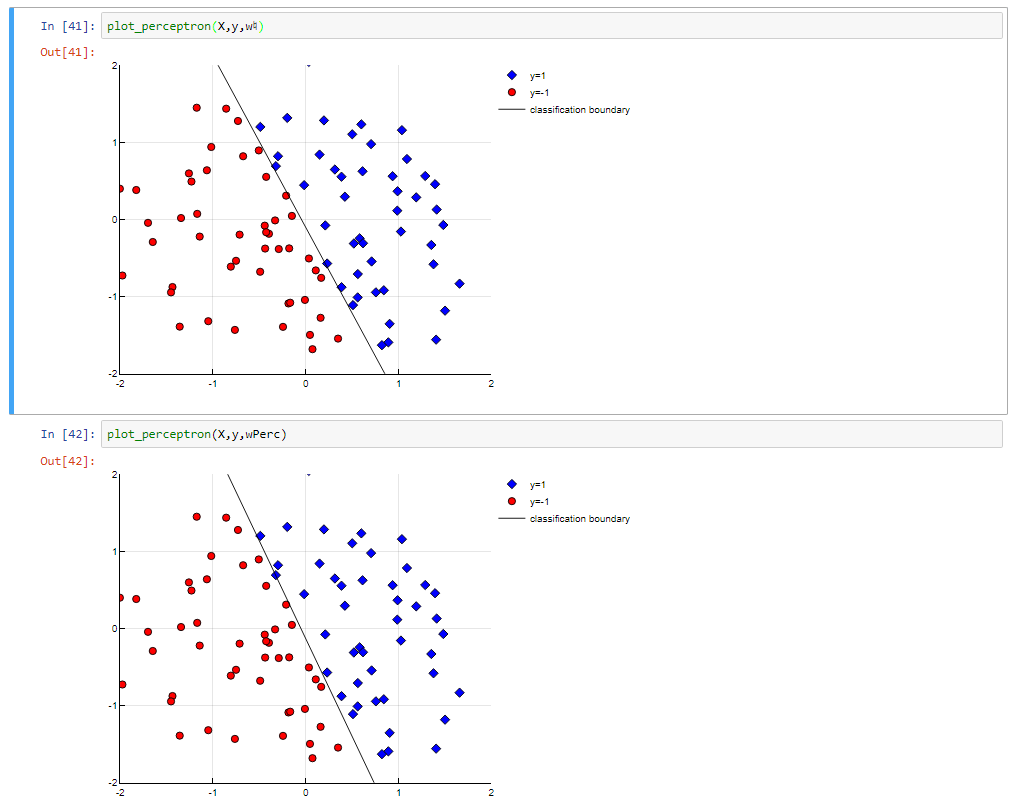 In [41]: plot_perceptron(X,y,w♮)
Out[41]:
2
1
0
-1
-2
-2 -1 0 1 2
y=1
y=-1
classification boundary
In [42]: plot_perceptron(X,y,wPerc)
Out[42]:
2
1
0
-1
-2
-2 -1 0 1 2
y=1
y=-1
classification boundary